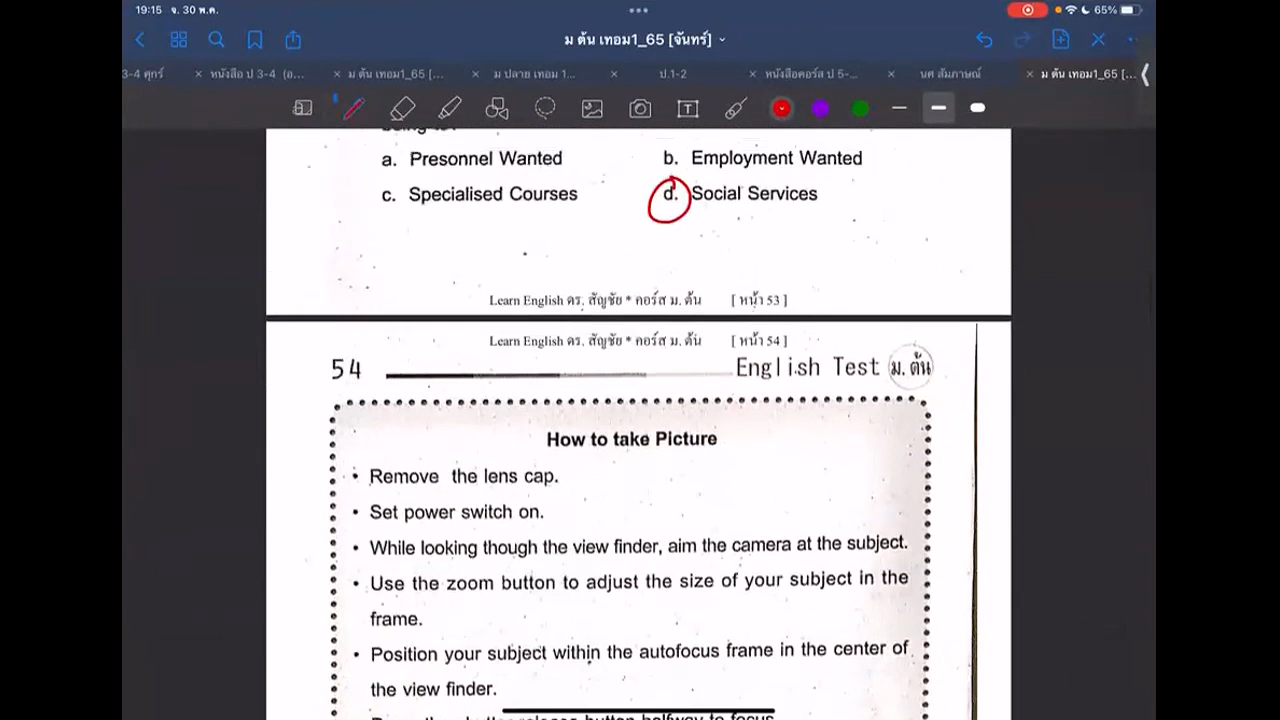 19:15 จ. 30 พ.ค.
65%
ม ต้น เทอม1_65 [จันทร์]
3-4 ศุกร์
หนังสือ ป 3-4 (อ...
ม ต้น เทอม1_65 [...
ม ปลาย เทอม 1...
ป.1-2
หนังสือคอร์ส ป 5-...
นศ สัมภาษณ์
ม ต้น เทอม1_65 [...
a. Presonnel Wanted
b. Employment Wanted
c. Specialised Courses
d. Social Services
Learn English ดร. สัญชัย * คอร์ส ม. ต้น [ หน้า 53 ]
Learn English ดร. สัญชัย * คอร์ส ม. ต้น [ หน้า 54 ]
54
English Test ม. ต้น
How to take Picture
• Remove the lens cap.
• Set power switch on.
• While looking though the view finder, aim the camera at the subject.
• Use the zoom button to adjust the size of your subject in the
frame.
• Position your subject within the autofocus frame in the center of
the view finder.